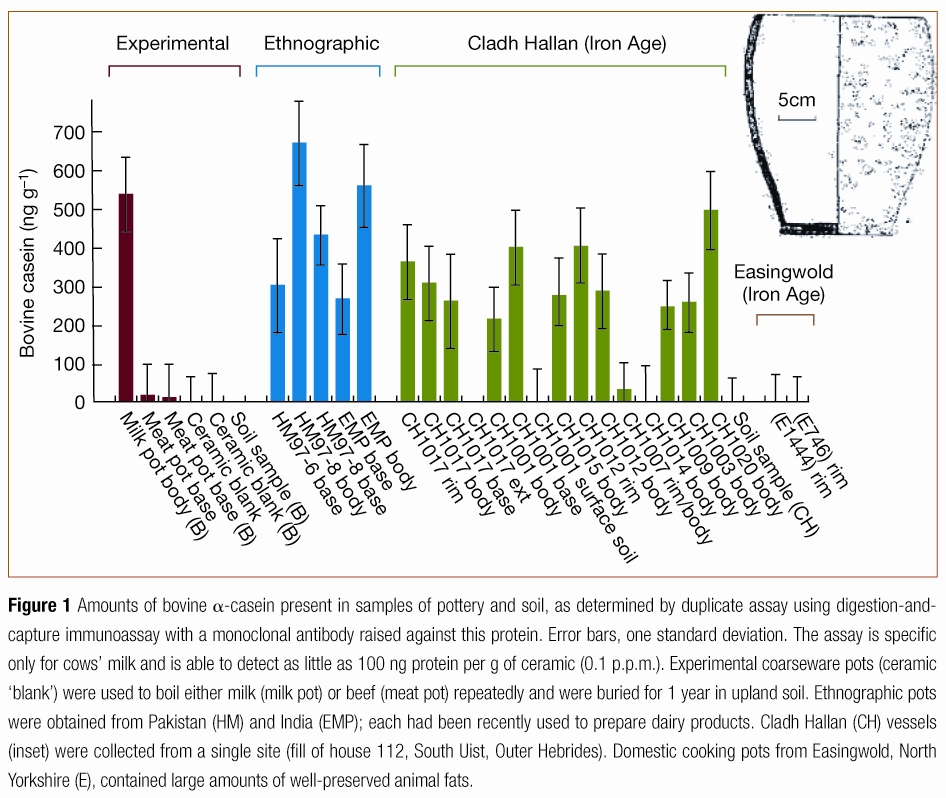 Experimental
Ethnographic
Cladh Hallan (Iron Age)
5cm
Easingwold
(Iron Age)
Bovine casein (ng g–1)
700
600
500
400
300
200
100
0
Milk pot body (B)
Meat pot base
Meat pot base (B)
Ceramic blank
Ceramic blank (B)
Soil sample (B)
HM97-6 base
HM97-8 body
HM97-8 base
EMP base
EMP body
CH1017 rim
CH1017 body
CH1017 base
CH1017 ext
CH1001 body
CH1001 base
CH1001 surface soil
CH1015 body
CH1012 rim
CH1012 body
CH1007 rim/body
CH1014 body
CH1009 body
CH1003 body
CH1020 body
Soil sample (CH)
(E1444) rim
(E746) rim
Figure 1 Amounts of bovine α-casein present in samples of pottery and soil, as determined by duplicate assay using digestion-and-
capture immunoassay with a monoclonal antibody raised against this protein. Error bars, one standard deviation. The assay is specific
only for cows’ milk and is able to detect as little as 100 ng protein per g of ceramic (0.1 p.p.m.). Experimental coarseware pots (ceramic
‘blank’) were used to boil either milk (milk pot) or beef (meat pot) repeatedly and were buried for 1 year in upland soil. Ethnographic pots
were obtained from Pakistan (HM) and India (EMP); each had been recently used to prepare dairy products. Cladh Hallan (CH) vessels
(inset) were collected from a single site (fill of house 112, South Uist, Outer Hebrides). Domestic cooking pots from Easingwold, North
Yorkshire (E), contained large amounts of well-preserved animal fats.